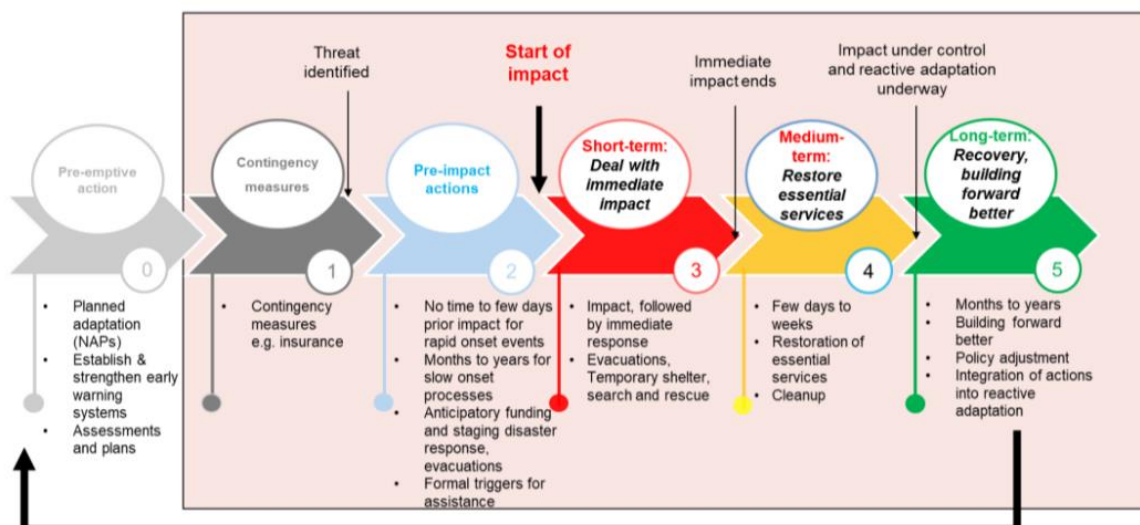 Threat
identified
Start of
impact
Immediate
impact ends
Impact under control
and reactive adaptation
underway
Pre-emptive
action
0
• Planned
adaptation
(NAPs)
• Establish &
strengthen early
warning
systems
• Assessments
and plans
Contingency
measures
1
• Contingency
measures
e.g. insurance
Pre-impact
actions
2
• No time to few days
prior impact for
rapid onset events
• Months to years for
slow onset
processes
• Anticipatory funding
and staging disaster
response,
evacuations
• Formal triggers for
assistance
Short-term:
Deal with
immediate
impact
3
• Impact, followed
by immediate
response
• Evacuations,
Temporary shelter,
search and rescue
Medium-
term:
Restore
essential
services
4
• Few days to
weeks
• Restoration of
essential
services
• Cleanup
Long-term:
Recovery,
building
forward
better
5
• Months to years
• Building forward
better
• Policy adjustment
• Integration of actions
into reactive
adaptation